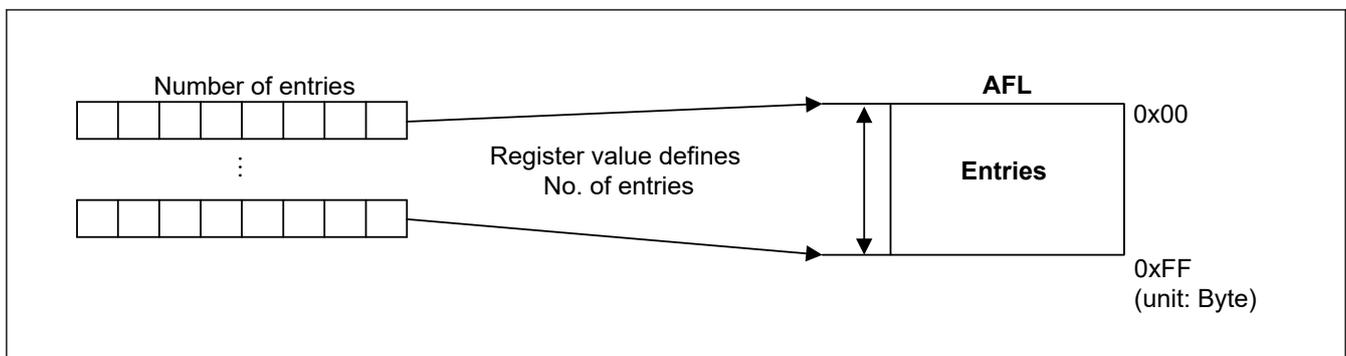 Number of entries
AFL
0x00
Register value defines
No. of entries
Entries
0xFF
(unit: Byte)